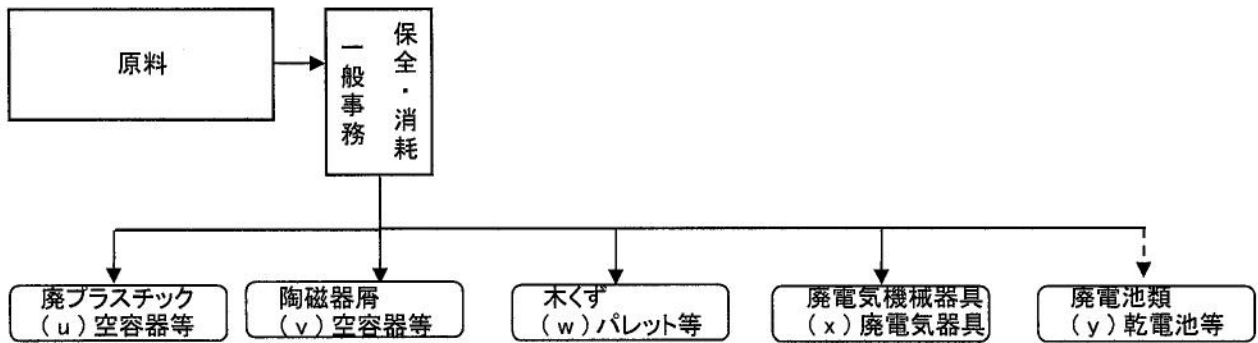 原料
保全・消耗
一般事務
廃プラスチック
(u)空容器等
陶磁器屑
(v)空容器等
木くず
(w)パレット等
廃電気機械器具
(x)廃電気器具
廃電池類
(y)乾電池等